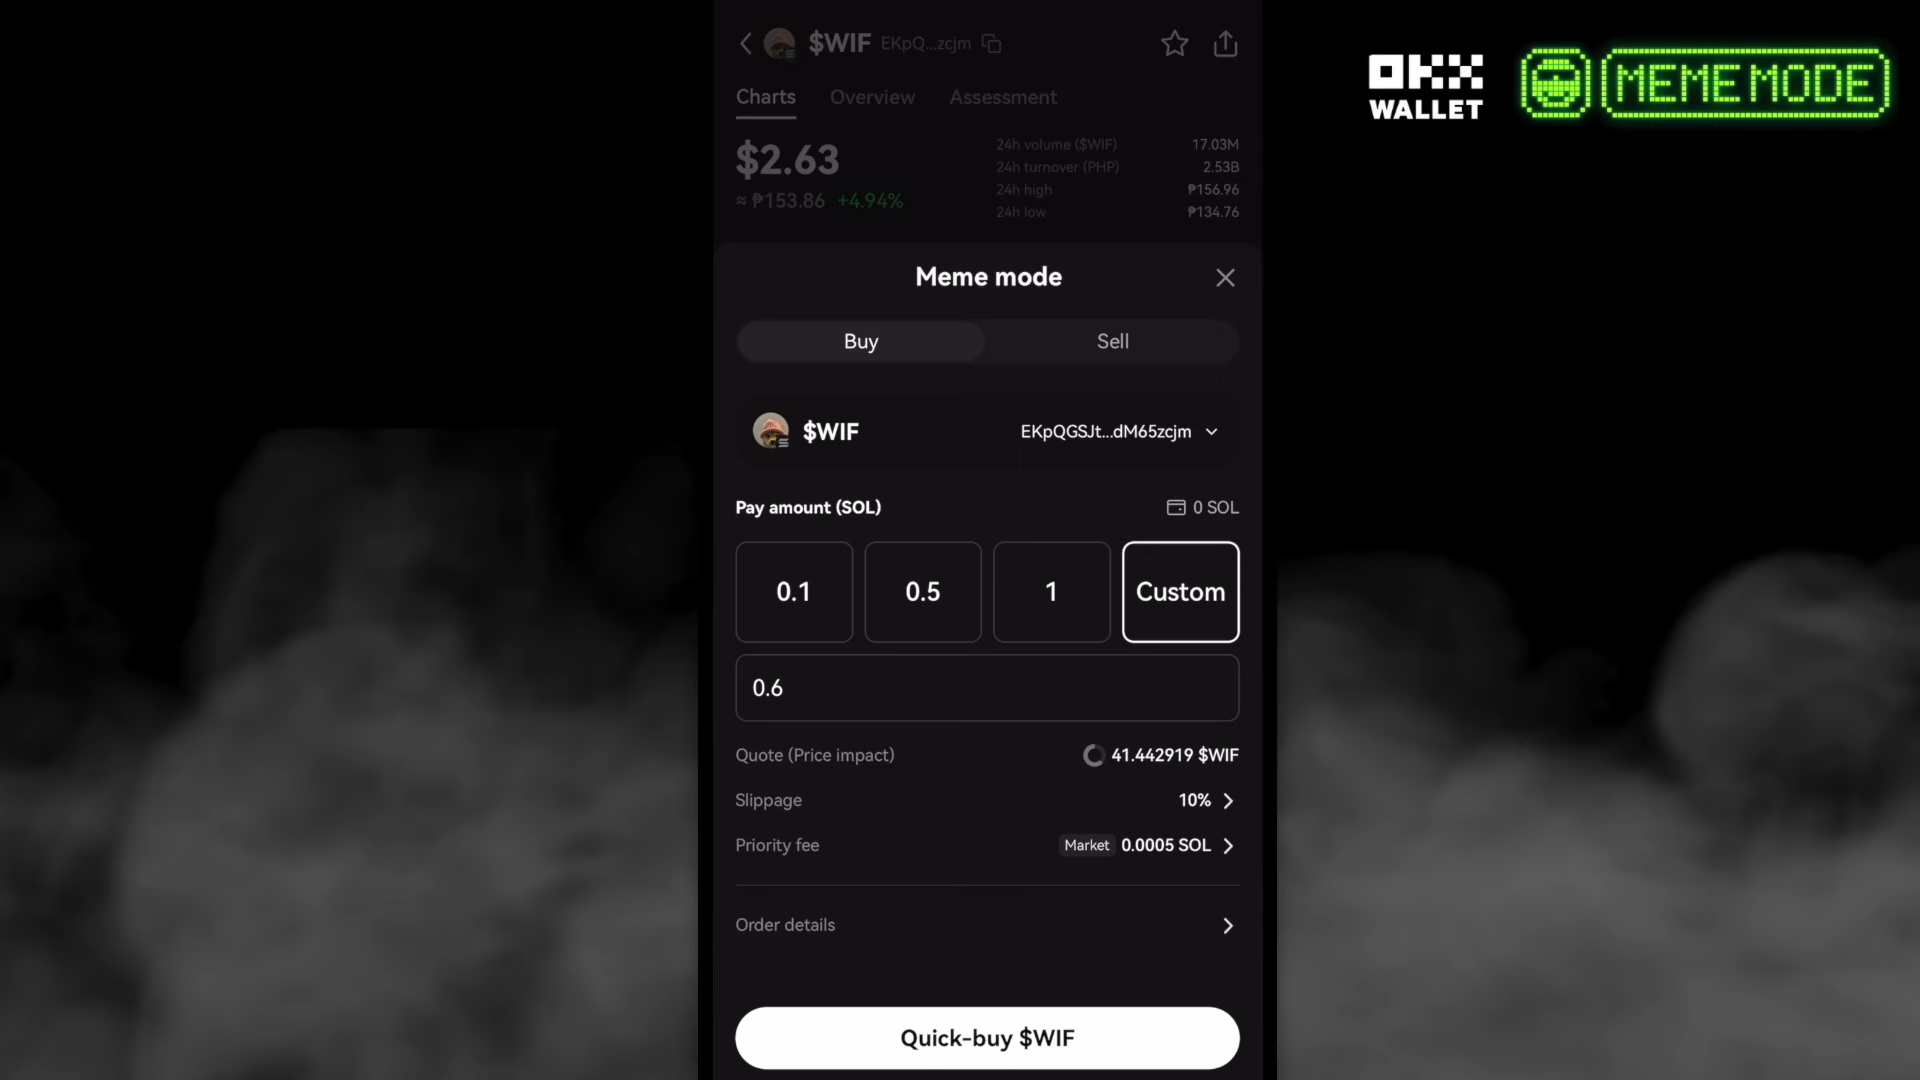 $WIF EKpQ...zcjm
OKX
WALLET
MEME MODE
Charts Overview Assessment
$2.63
≈ ₱153.86 +4.94%
24h volume ($WIF) 17.03M
24h turnover (PHP) 2.53B
24h high ₱156.96
24h low ₱134.76
Meme mode
Buy Sell
$WIF EKpQGSJt...dM65zcjm
Pay amount (SOL) 0 SOL
0.1 0.5 1 Custom
0.6
Quote (Price impact) 41.442919 $WIF
Slippage 10%
Priority fee Market 0.0005 SOL
Order details
Quick-buy $WIF